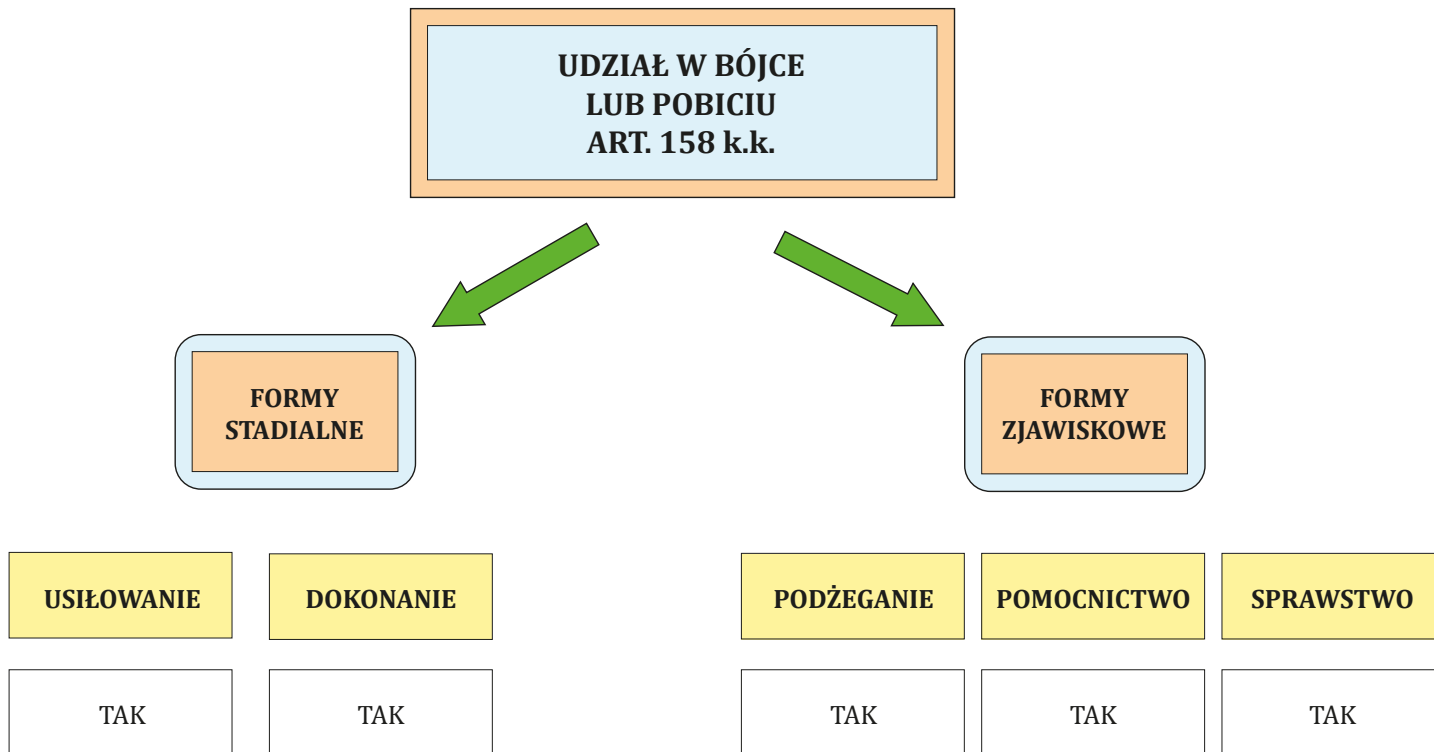 UDZIAŁ W BÓJCE
LUB POBICIU
ART. 158 k.k.
FORMY
STADIALNE
FORMY
ZJAWISKOWE
USIŁOWANIE
DOKONANIE
PODŻEGANIE
POMOCNICTWO
SPRAWSTWO
TAK
TAK
TAK
TAK
TAK